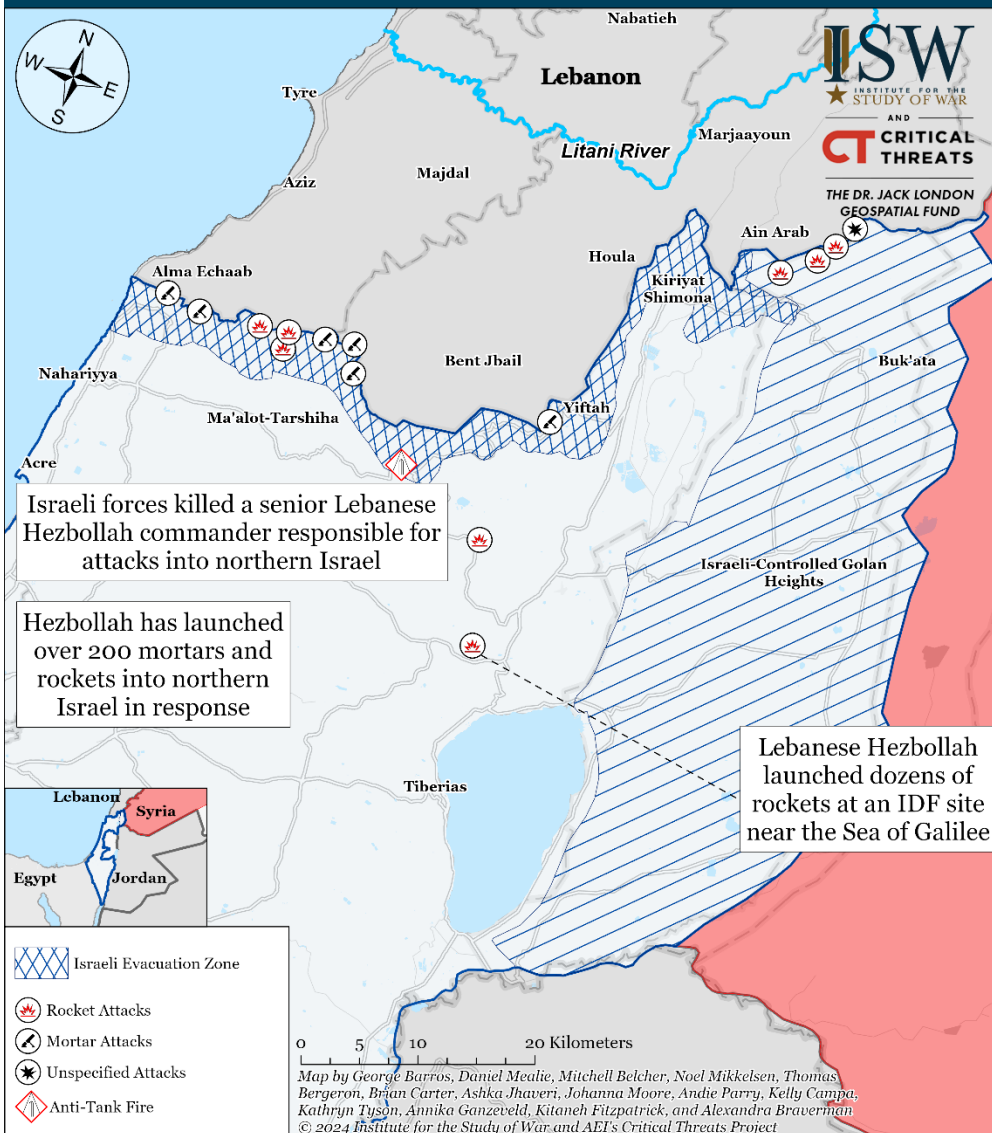 N
W
E
S
Nabatieh
Lebanon
ISW
INSTITUTE FOR THE
STUDY OF WAR
AND
CT CRITICAL
THREATS
THE DR. JACK LONDON
GEOSPATIAL FUND
Tyre
Marjaayoun
Litani River
Majdal
Aziz
Ain Arab
Houla
Alma Echaab
Kiriyat
Shimona
Bent Jbail
Buk'ata
Nahariyya
Yiftah
Ma'alot-Tarshiha
Acre
Israeli forces killed a senior Lebanese
Hezbollah commander responsible for
attacks into northern Israel
Israeli-Controlled Golan
Heights
Hezbollah has launched
over 200 mortars and
rockets into northern
Israel in response
Lebanese Hezbollah
launched dozens of
rockets at an IDF site
near the Sea of Galilee
Tiberias
Lebanon
Syria
Egypt
Jordan
Israeli Evacuation Zone
Rocket Attacks
Mortar Attacks
Unspecified Attacks
Anti-Tank Fire
0 5 10 20 Kilometers
Map by George Barros, Daniel Mealie, Mitchell Belcher, Noel Mikkelsen, Thomas
Bergeron, Brian Carter, Ashka Jhaveri, Johanna Moore, Andie Parry, Kelly Campa,
Kathryn Tyson, Annika Ganzeveld, Kitaneh Fitzpatrick, and Alexandra Braverman
© 2024 Institute for the Study of War and AEI's Critical Threats Project